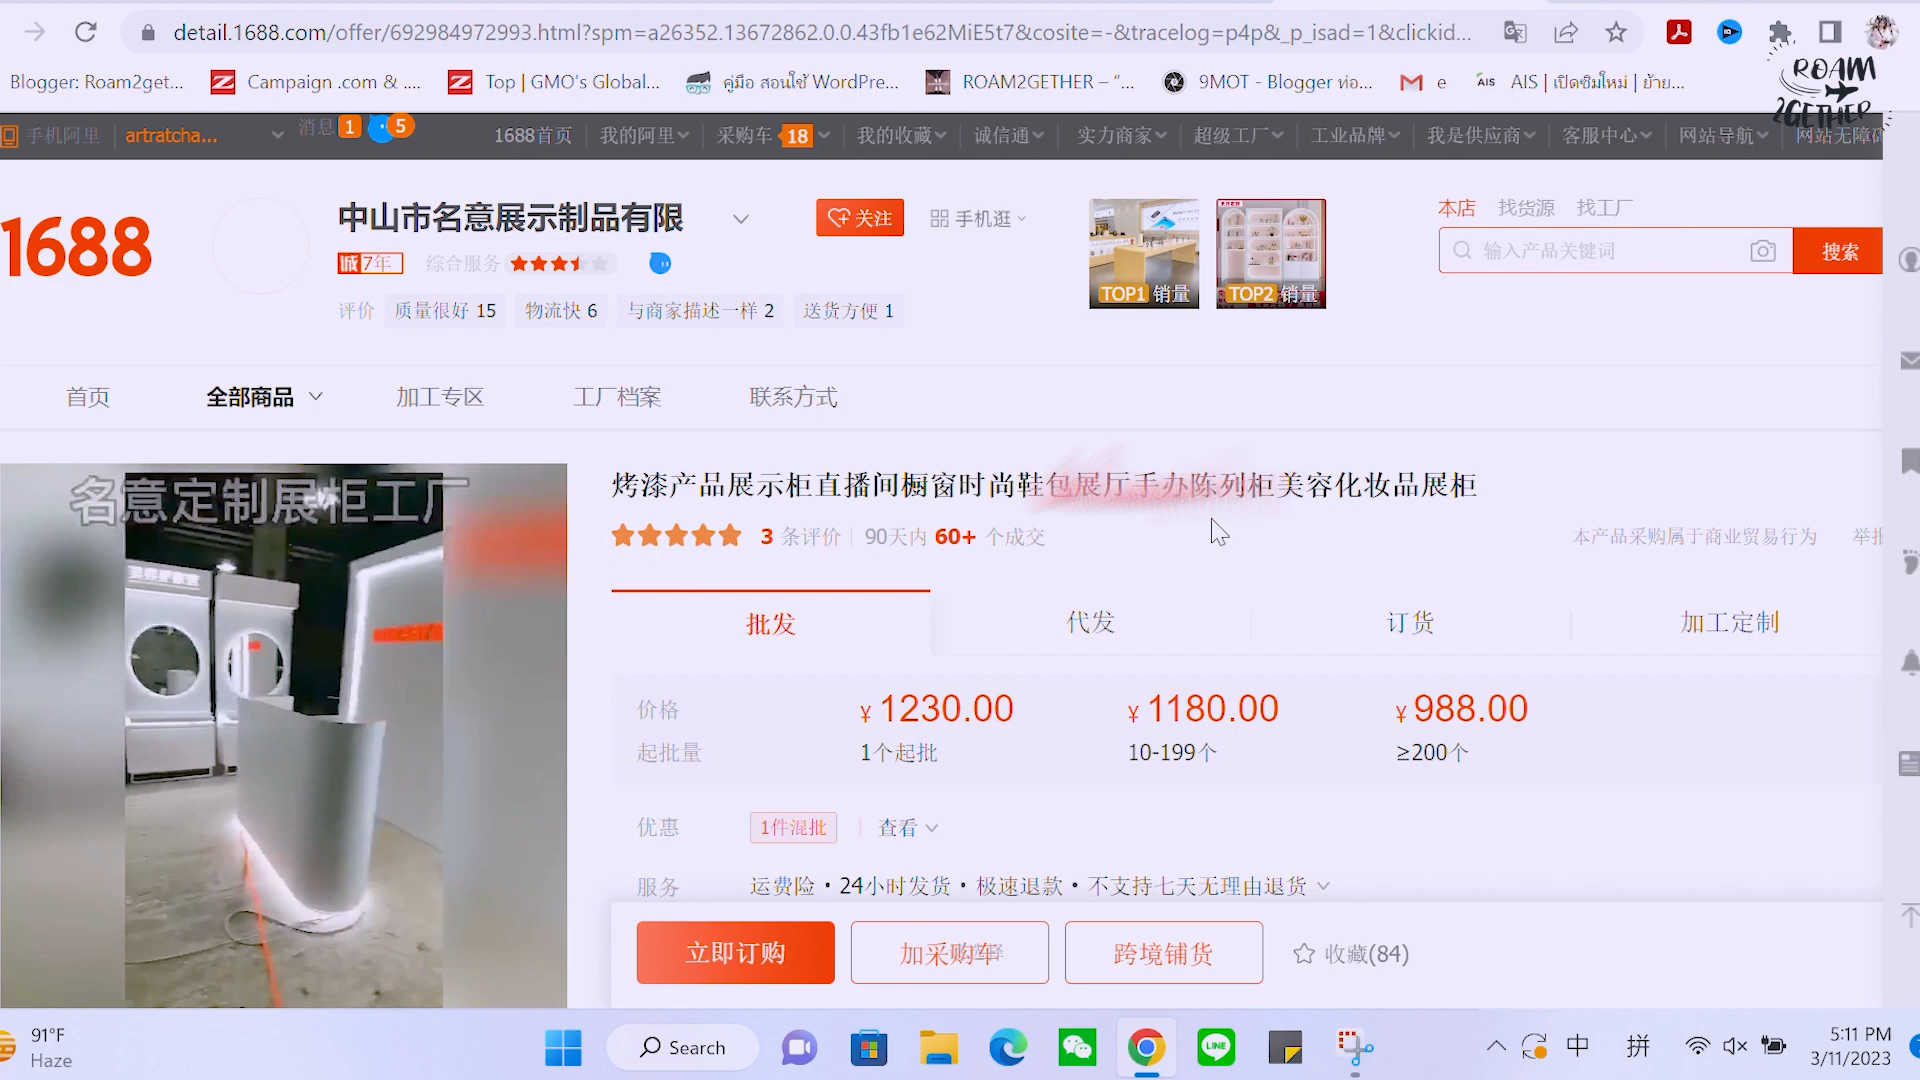 detail.1688.com/offer/692984972993.html?spm=a26352.13672862.0.0.43fb1e62MiE5t7&cosite=-&tracelog=p4p&_p_isad=1&clickid...
Blogger: Roam2get... Campaign .com & .... Top | GMO's Global... คู่มือ สอนใช้ WordPre... ROAM2GETHER – “... 9MOT - Blogger ท่อ... e AIS AIS | เปิดซิมใหม่ | ย้าย...
ROAM
2GETHER
手机阿里 artratcha... 消息 1 5 1688首页 我的阿里 采购车 18 我的收藏 诚信通 实力商家 超级工厂 工业品牌 我是供应商 客服中心 网站导航 网站无障碍
1688
中山市名意展示制品有限
关注 手机逛
诚 7年 综合服务
评价 质量很好 15 物流快 6 与商家描述一样 2 送货方便 1
TOP1 销量 TOP2 销量
本店 找货源 找工厂
输入产品关键词 搜索
首页 全部商品 加工专区 工厂档案 联系方式
名意定制展柜工厂
烤漆产品展示柜直播间橱窗时尚鞋包展厅手办陈列柜美容化妆品展柜
3 条评价 90天内 60+ 个成交 本产品采购属于商业贸易行为 举报
批发 代发 订货 加工定制
价格 ¥ 1230.00 ¥ 1180.00 ¥ 988.00
起批量 1个起批 10-199个 ≥200个
优惠 1件混批 查看
服务 运费险 • 24小时发货 • 极速退款 • 不支持七天无理由退货
立即订购 加采购车 跨境铺货 收藏(84)
91°F
Haze
Search
LINE
中 拼
5:11 PM
3/11/2023